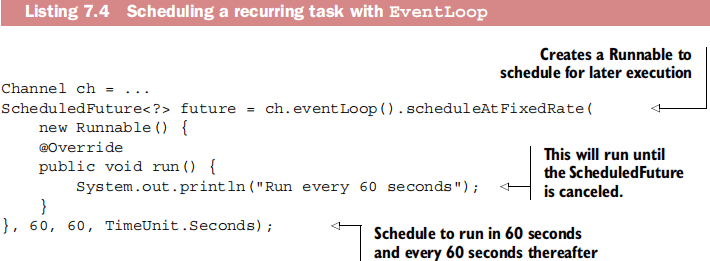 Listing 7.4 Scheduling a recurring task with EventLoop
Creates a Runnable to
schedule for later execution
Channel ch = ...
ScheduledFuture<?> future = ch.eventLoop().scheduleAtFixedRate(
    new Runnable() {
    @Override
    public void run() {
        System.out.println("Run every 60 seconds");
    }
}, 60, 60, TimeUnit.Seconds);
This will run until
the ScheduledFuture
is canceled.
Schedule to run in 60 seconds
and every 60 seconds thereafter